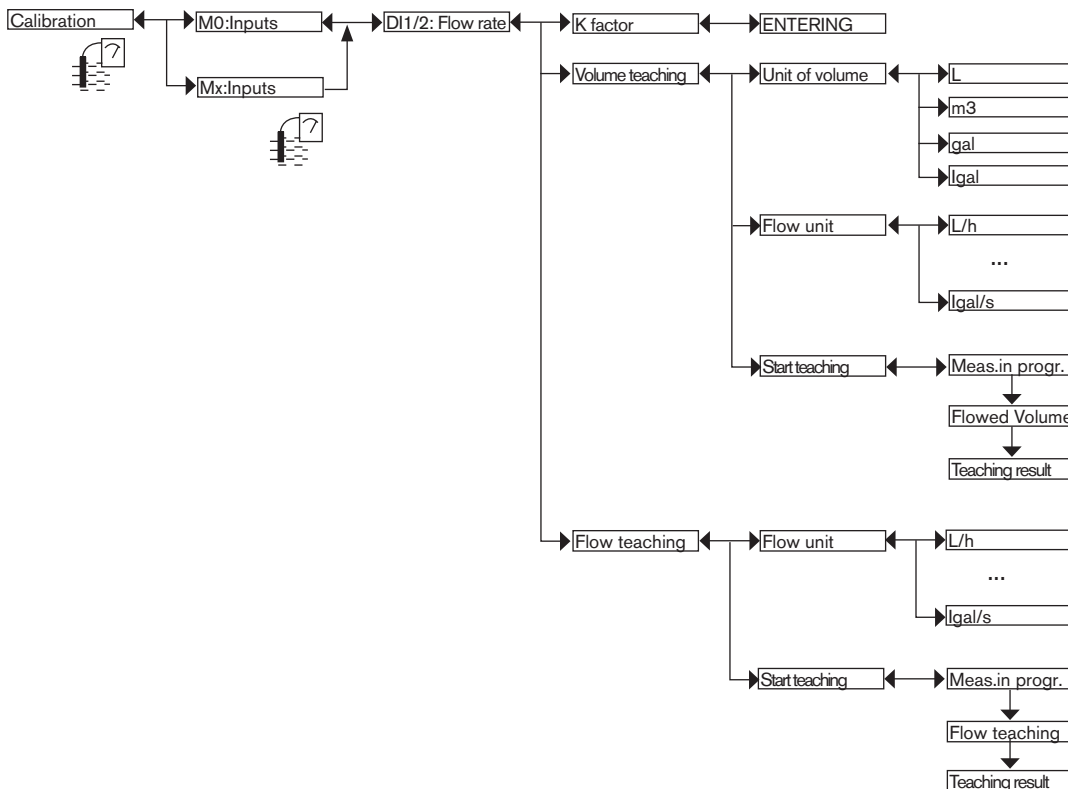 Calibration
M0:Inputs
DI1/2: Flow rate
K factor
ENTERING
Mx:Inputs
Volume teaching
Unit of volume
L
m3
gal
Igal
Flow unit
L/h
...
Igal/s
Start teaching
Meas.in progr.
Flowed Volume
Teaching result
Flow teaching
Flow unit
L/h
...
Igal/s
Start teaching
Meas.in progr.
Flow teaching
Teaching result